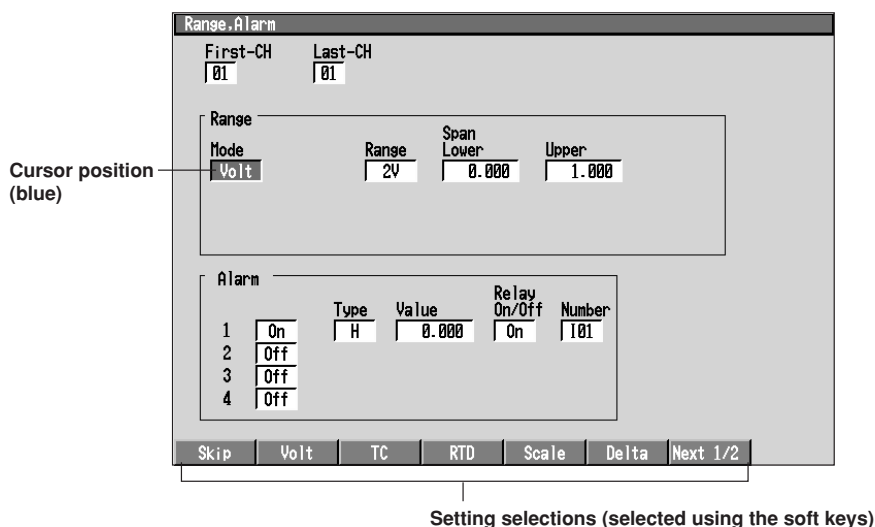 Range,Alarm
First-CH Last-CH
01 01
Range
Span
Mode Range Lower Upper
Volt 2V 0.000 1.000
Cursor position
(blue)
Alarm
Relay
Type Value On/Off Number
1 On H 0.000 On I01
2 Off
3 Off
4 Off
Skip Volt TC RTD Scale Delta Next 1/2
Setting selections (selected using the soft keys)